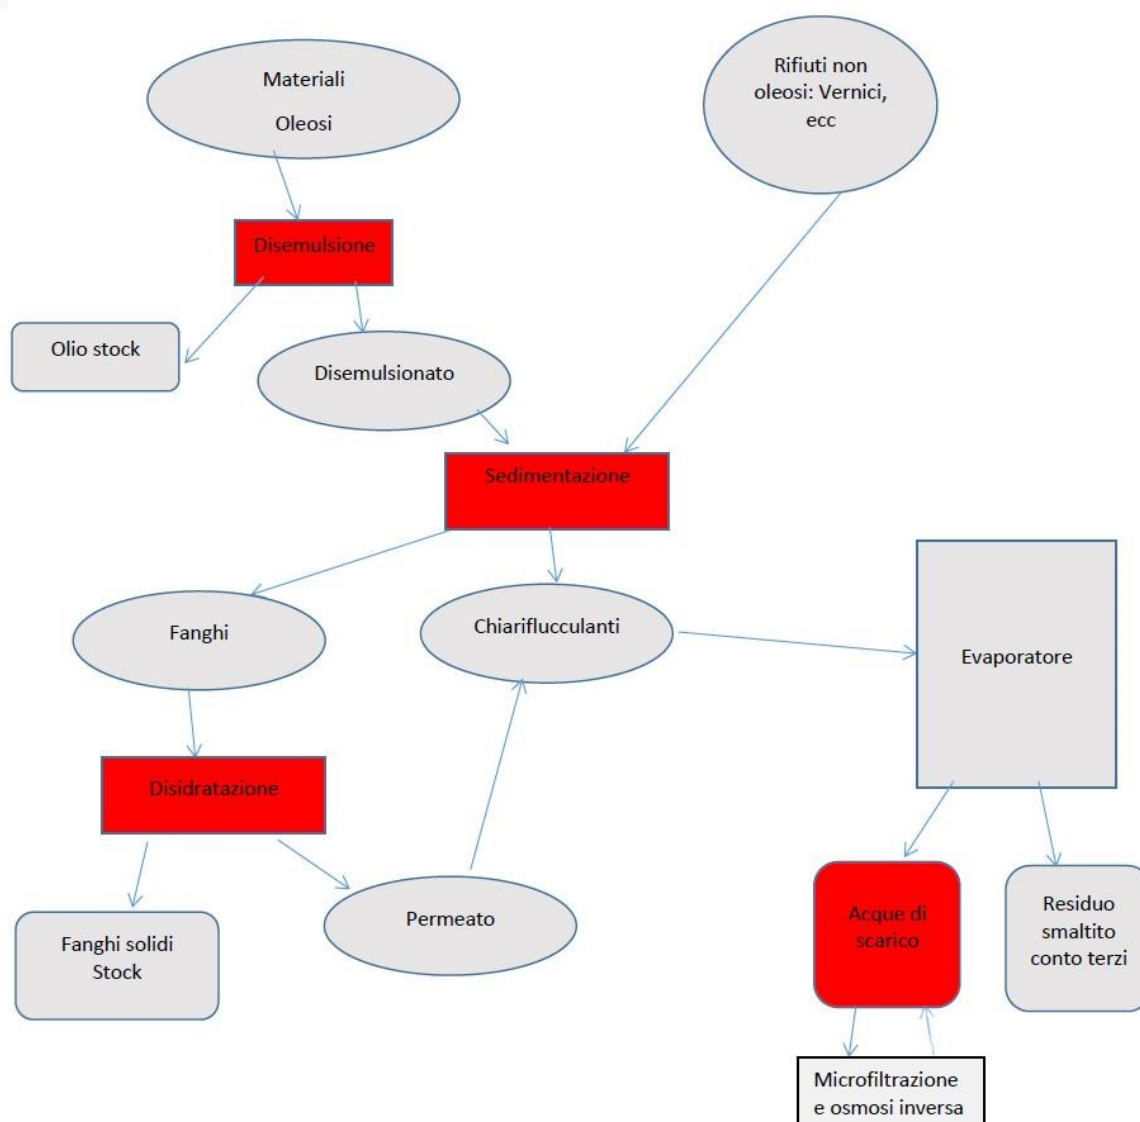 Materiali
Oleosi
Rifiuti non
oleosi: Vernici,
ecc
Disemulsione
Olio stock
Disemulsionato
Sedimentazione
Fanghi
Chiariflucculanti
Evaporatore
Disidratazione
Permeato
Fanghi solidi
Stock
Acque di
scarico
Residuo
smaltito
conto terzi
Microfiltrazione
e osmosi inversa